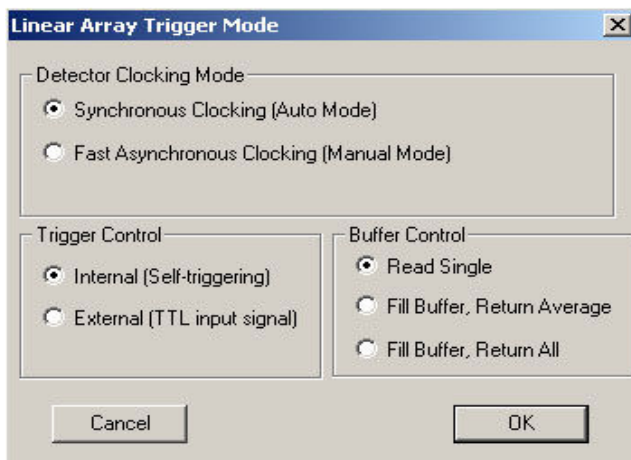 Linear Array Trigger Mode
Detector Clocking Mode
Synchronous Clocking (Auto Mode)
Fast Asynchronous Clocking (Manual Mode)
Trigger Control
Internal (Self-triggering)
External (TTL input signal)
Buffer Control
Read Single
Fill Buffer, Return Average
Fill Buffer, Return All
Cancel
OK